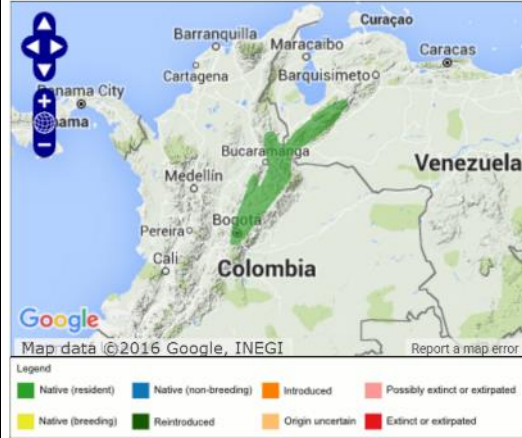 Curaçao
Barranquilla
Maracaibo
Caracas
Cartagena
Barquisimeto
Panama City
Bucaramanga
Venezuela
Medellín
Bogotá
Pereira
Cali
Colombia
Google
Map data ©2016 Google, INEGI
Report a map error
Legend
Native (resident) Native (non-breeding) Introduced Possibly extinct or extirpated
Native (breeding) Reintroduced Origin uncertain Extinct or extirpated